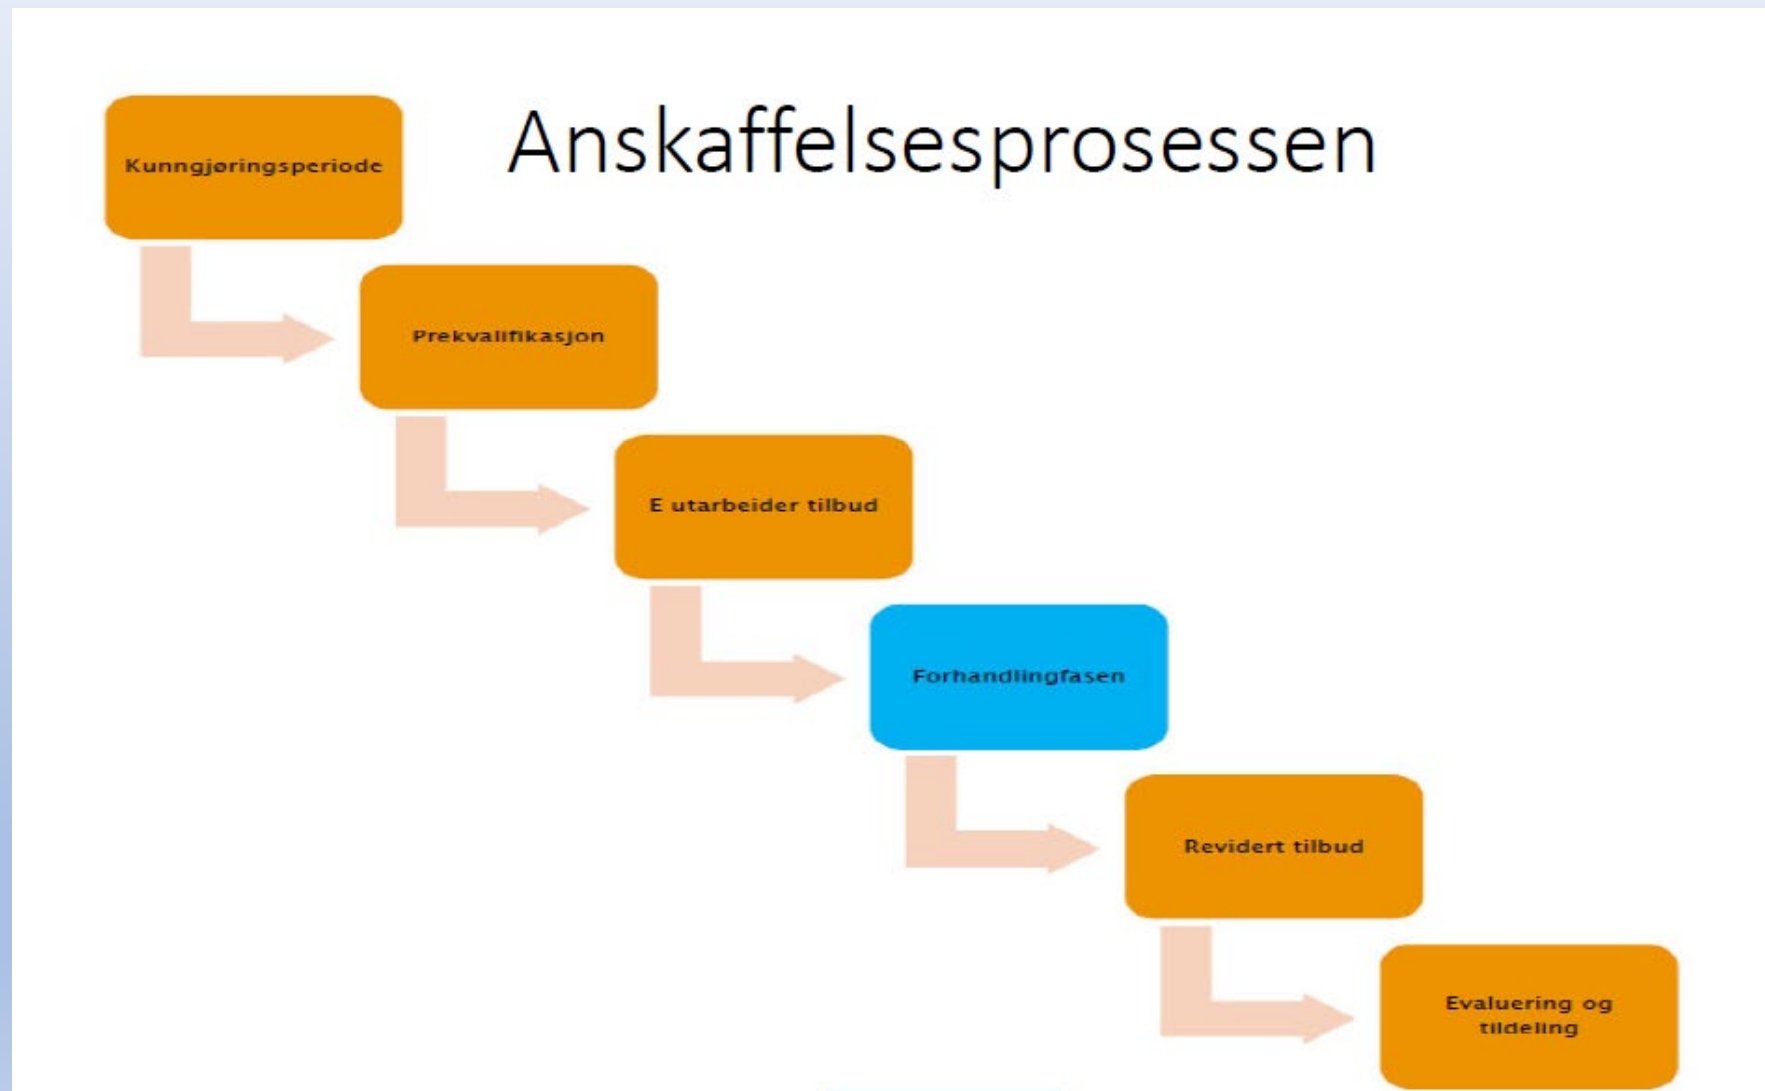 Anskaffelsesprosessen
Kunngjøringsperiode
Prekvalifikasjon
E utarbeider tilbud
Forhandlingfasen
Revidert tilbud
Evaluering og
tildeling